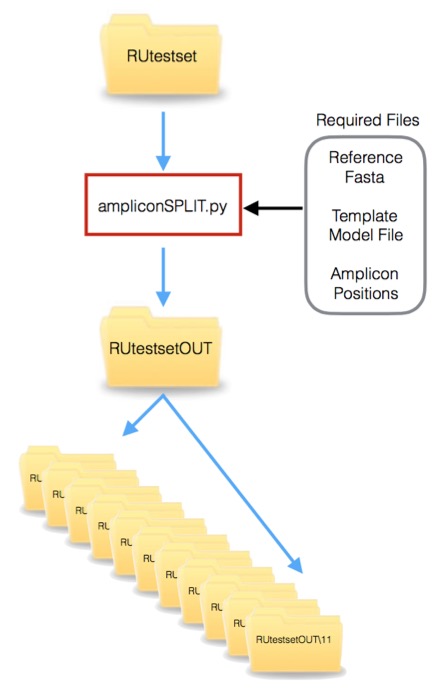 RUtestset
Required Files
Reference
Fasta
ampliconSPLIT.py
Template
Model File
Amplicon
Positions
RUtestsetOUT
RU
RU
RU
RU
RU
RU
RU
RU
RU
RU
RUtestsetOUT\11